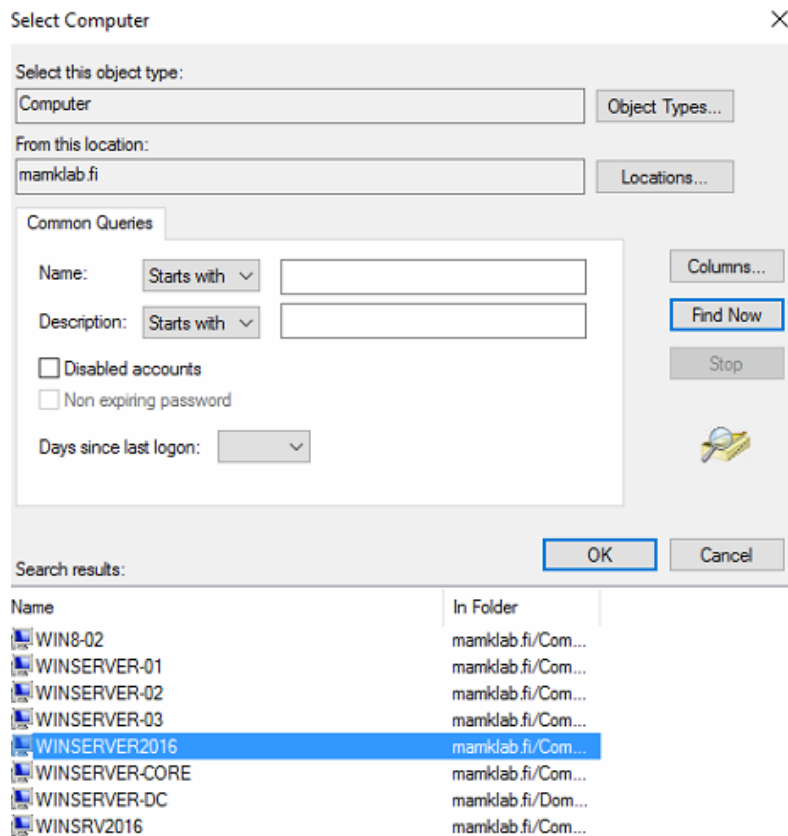 Select Computer
Select this object type:
Computer
Object Types...
From this location:
mamklab.fi
Locations...
Common Queries
Name: Starts with
Columns...
Description: Starts with
Find Now
Disabled accounts
Stop
Non expiring password
Days since last logon:
OK Cancel
Search results:
Name In Folder
WIN8-02 mamklab.fi/Com...
WINSERVER-01 mamklab.fi/Com...
WINSERVER-02 mamklab.fi/Com...
WINSERVER-03 mamklab.fi/Com...
WINSERVER2016 mamklab.fi/Com...
WINSERVER-CORE mamklab.fi/Com...
WINSERVER-DC mamklab.fi/Dom...
WINSRV2016 mamklab.fi/Com...